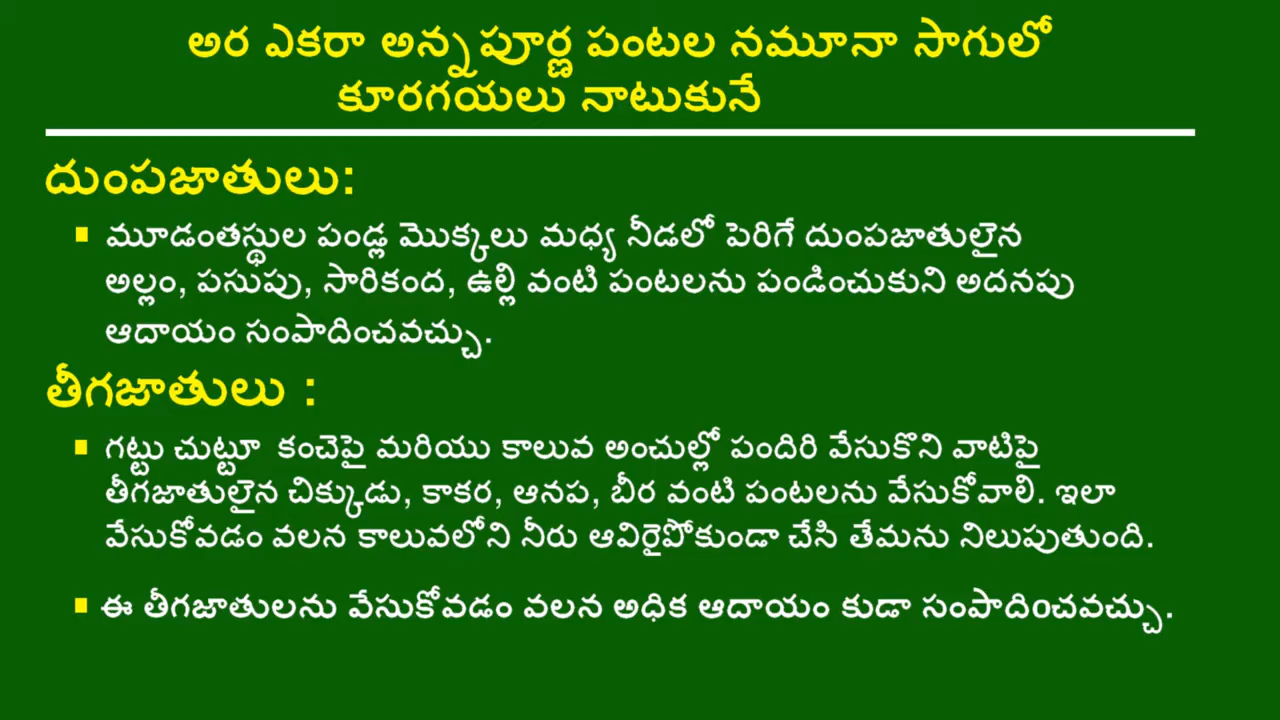 అర ఎకరా అన్నపూర్ణ పంటల నమూనా సాగులో
కూరగయలు నాటుకునే
దుంపజాతులు:
మూడంతస్థుల పండ్ల మొక్కలు మధ్య నీడలో పెరిగే దుంపజాతులైన
అల్లం, పసుపు, సారికంద, ఉల్లి వంటి పంటలను పండించుకుని అదనపు
ఆదాయం సంపాదించవచ్చు.
తీగజాతులు :
గట్టు చుట్టూ కంచెపై మరియు కాలువ అంచుల్లో పందిరి వేసుకొని వాటిపై
తీగజాతులైన చిక్కుడు, కాకర, ఆనప, బీర వంటి పంటలను వేసుకోవాలి. ఇలా
వేసుకోవడం వలన కాలువలోని నీరు ఆవిరైపోకుండా చేసి తేమను నిలుపుతుంది.
ఈ తీగజాతులను వేసుకోవడం వలన అధిక ఆదాయం కుడా సంపాదించవచ్చు.